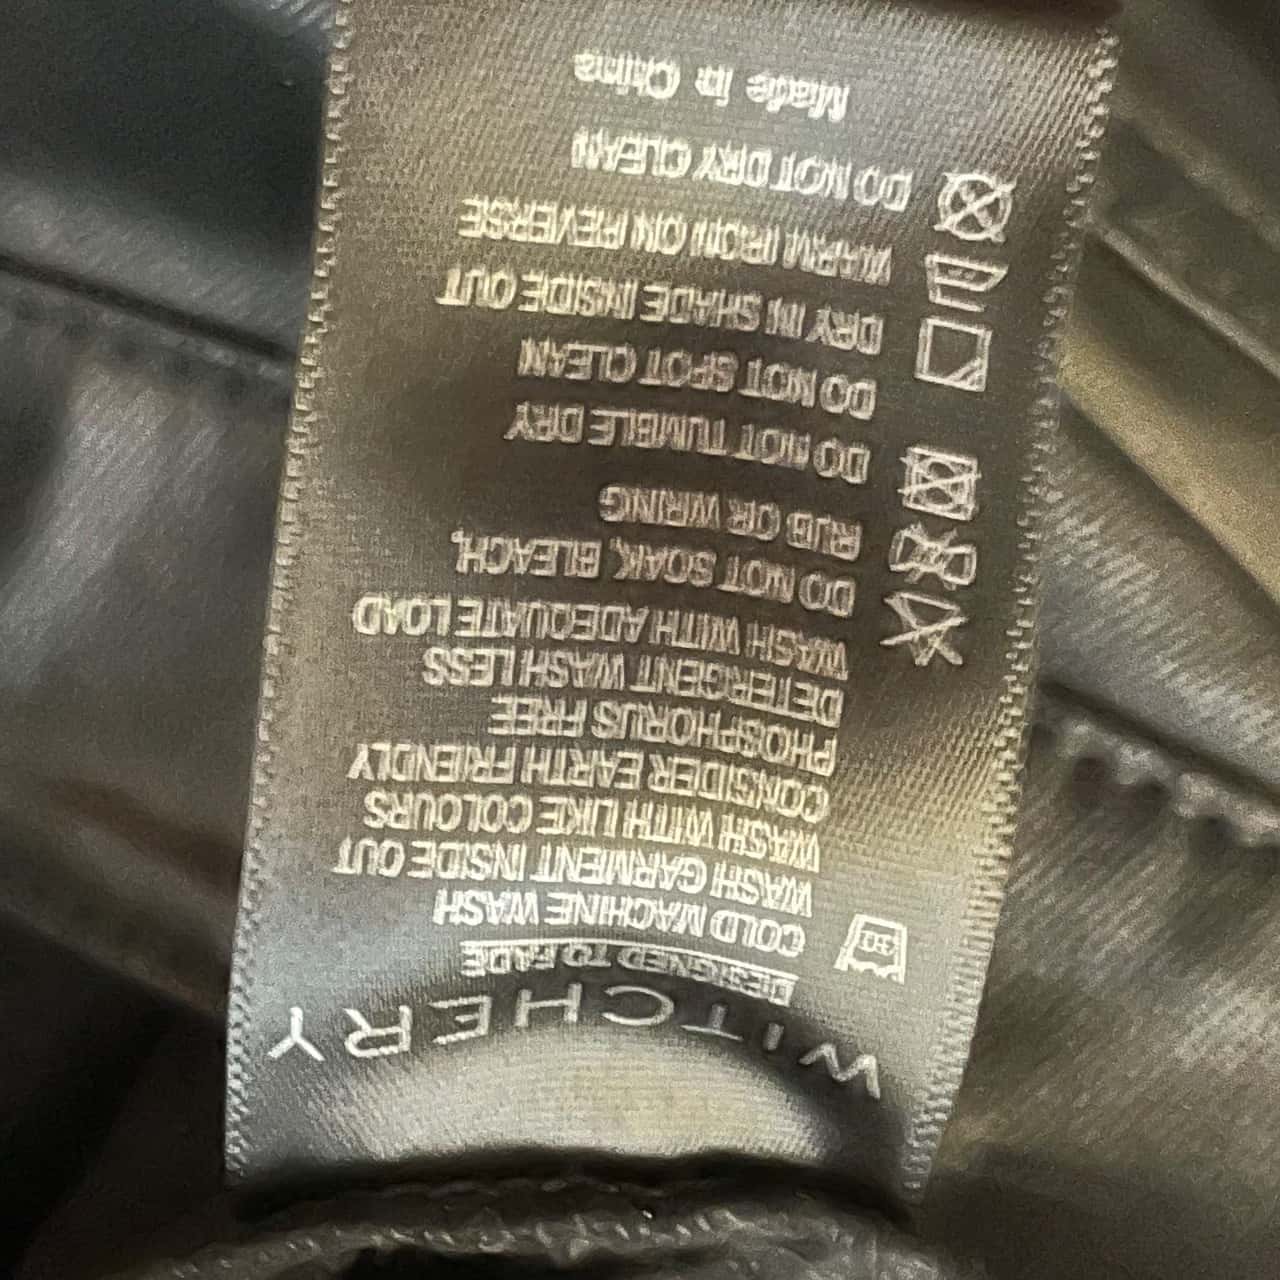 WITCHERY
DESIGNED TO FADE
COLD MACHINE WASH
WASH GARMENT INSIDE OUT
WASH WITH LIKE COLOURS
CONSIDER EARTH FRIENDLY
PHOSPHORUS FREE
DETERGENT WASH LESS
WASH WITH ADEQUATE LOAD
DO NOT SOAK, BLEACH,
RUB OR WRING
DO NOT TUMBLE DRY
DO NOT SPOT CLEAN
DRY IN SHADE INSIDE OUT
WARM IRON ON REVERSE
DO NOT DRY CLEAN
Made in China